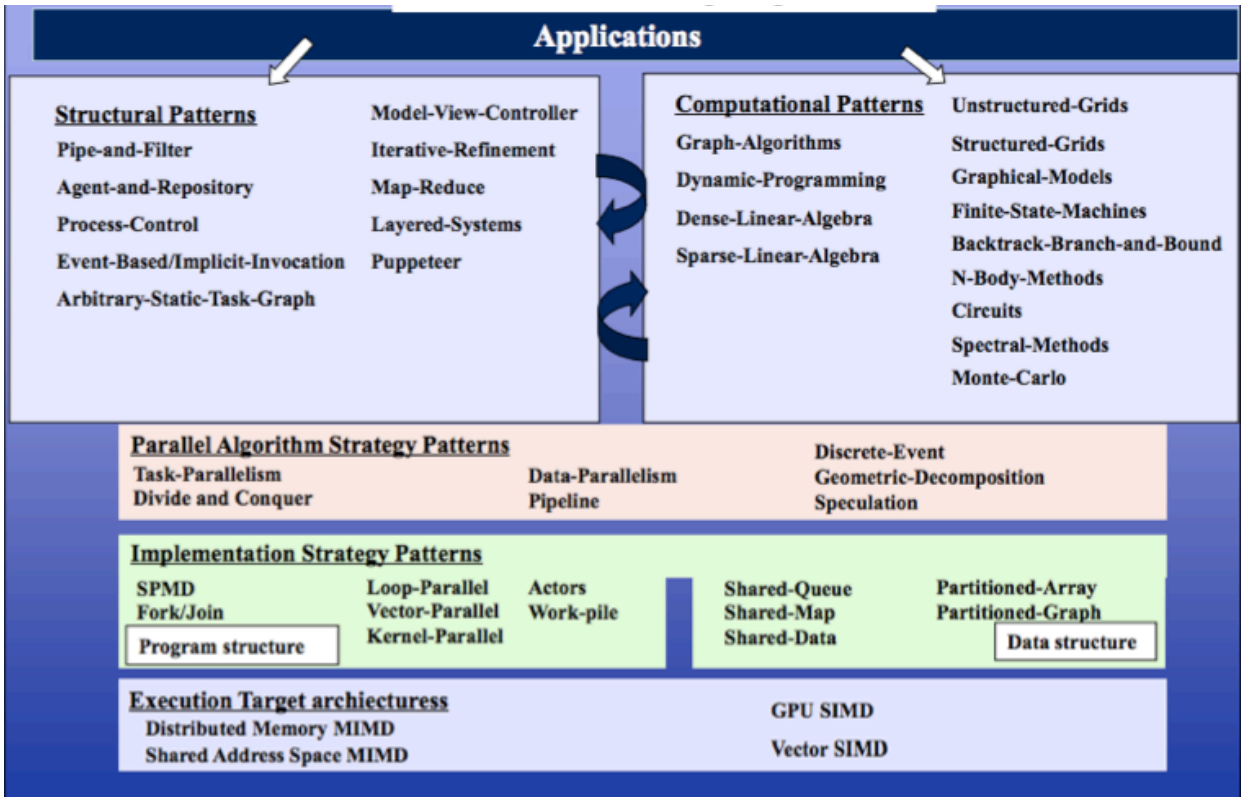 Applications
Structural Patterns
Pipe-and-Filter
Agent-and-Repository
Process-Control
Event-Based/Implicit-Invocation
Arbitrary-Static-Task-Graph
Model-View-Controller
Iterative-Refinement
Map-Reduce
Layered-Systems
Puppeteer
Computational Patterns
Graph-Algorithms
Dynamic-Programming
Dense-Linear-Algebra
Sparse-Linear-Algebra
Unstructured-Grids
Structured-Grids
Graphical-Models
Finite-State-Machines
Backtrack-Branch-and-Bound
N-Body-Methods
Circuits
Spectral-Methods
Monte-Carlo
Parallel Algorithm Strategy Patterns
Task-Parallelism
Divide and Conquer
Data-Parallelism
Pipeline
Discrete-Event
Geometric-Decomposition
Speculation
Implementation Strategy Patterns
SPMD
Fork/Join
Program structure
Loop-Parallel
Vector-Parallel
Kernel-Parallel
Actors
Work-pile
Shared-Queue
Shared-Map
Shared-Data
Partitioned-Array
Partitioned-Graph
Data structure
Execution Target archiecturess
Distributed Memory MIMD
Shared Address Space MIMD
GPU SIMD
Vector SIMD